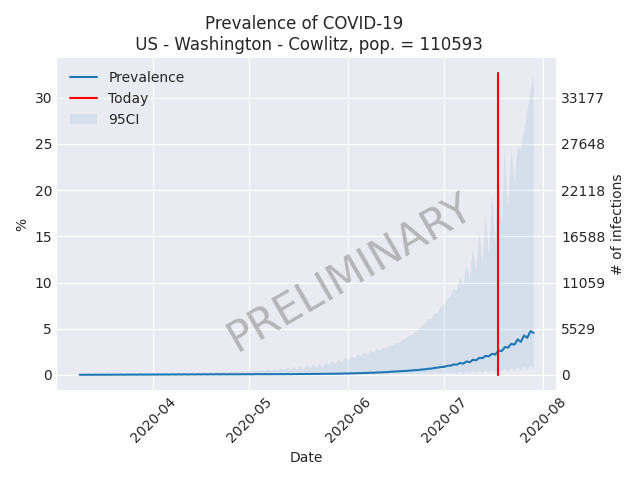 Prevalence of COVID-19
US - Washington - Cowlitz, pop. = 110593
Prevalence
Today
95CI
30
25
20
15
10
5
0
%
33177
27648
22118
16588
11059
5529
0
# of infections
PRELIMINARY
2020-04
2020-05
2020-06
2020-07
2020-08
Date